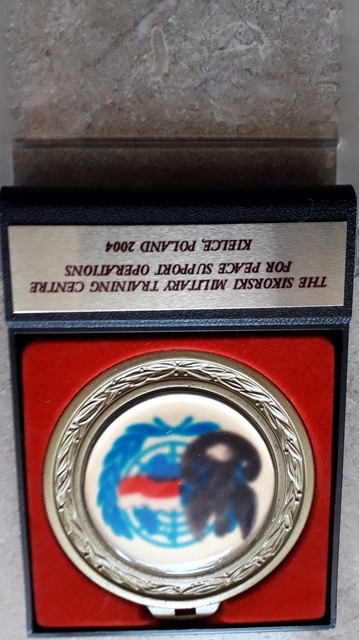 THE SIKORSKI MILITARY TRAINING CENTRE
FOR PEACE SUPPORT OPERATIONS
KIELCE, POLAND 2004